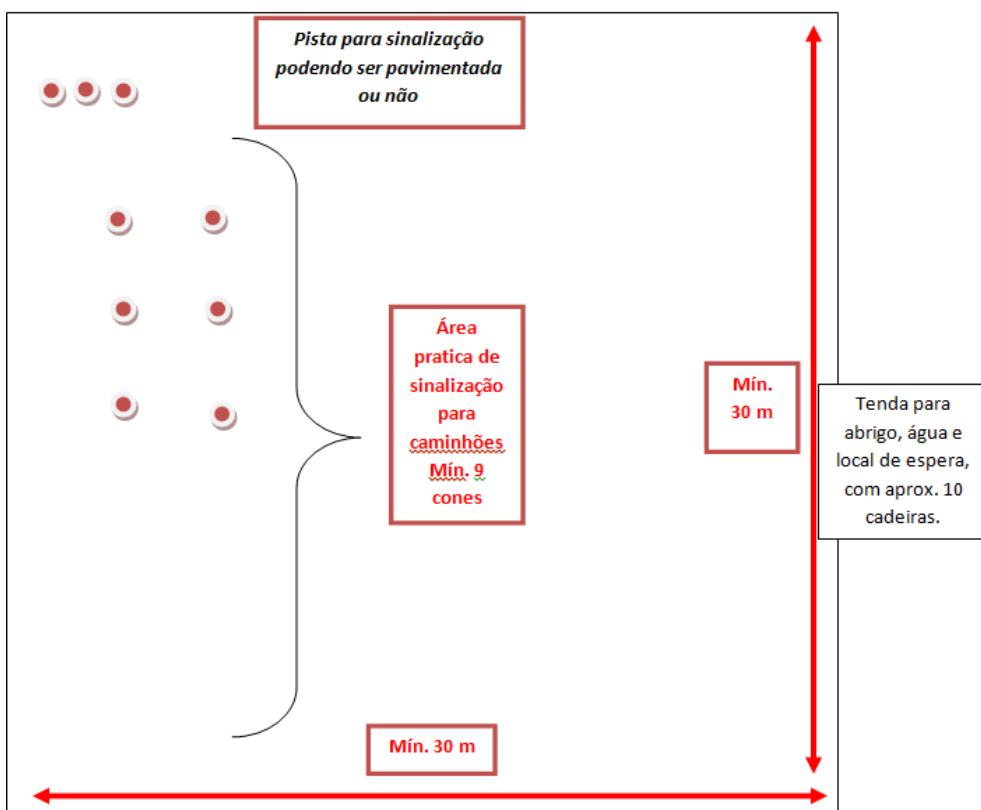 Pista para sinalização
podendo ser pavimentada
ou não
Área
pratica de
sinalização
para
caminhões
Mín. 9
cones
Mín.
30 m
Tenda para
abrigo, água e
local de espera,
com aprox. 10
cadeiras.
Mín. 30 m